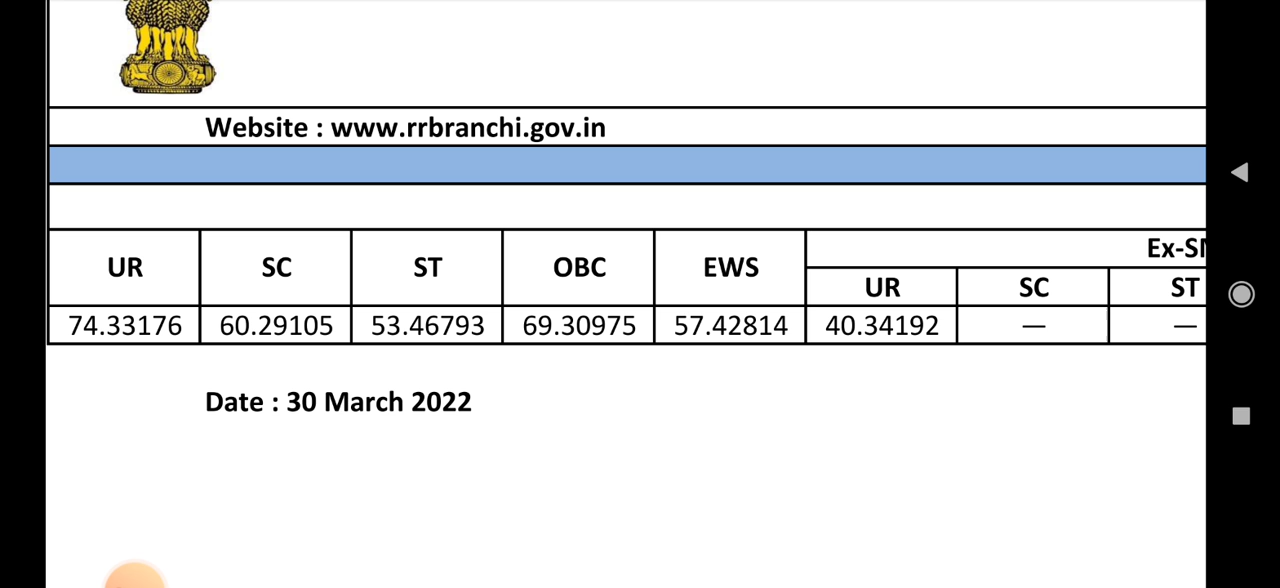 Website : www.rrbranchi.gov.in
UR SC ST OBC EWS Ex-S
UR SC ST
74.33176 60.29105 53.46793 69.30975 57.42814 40.34192 — —
Date : 30 March 2022